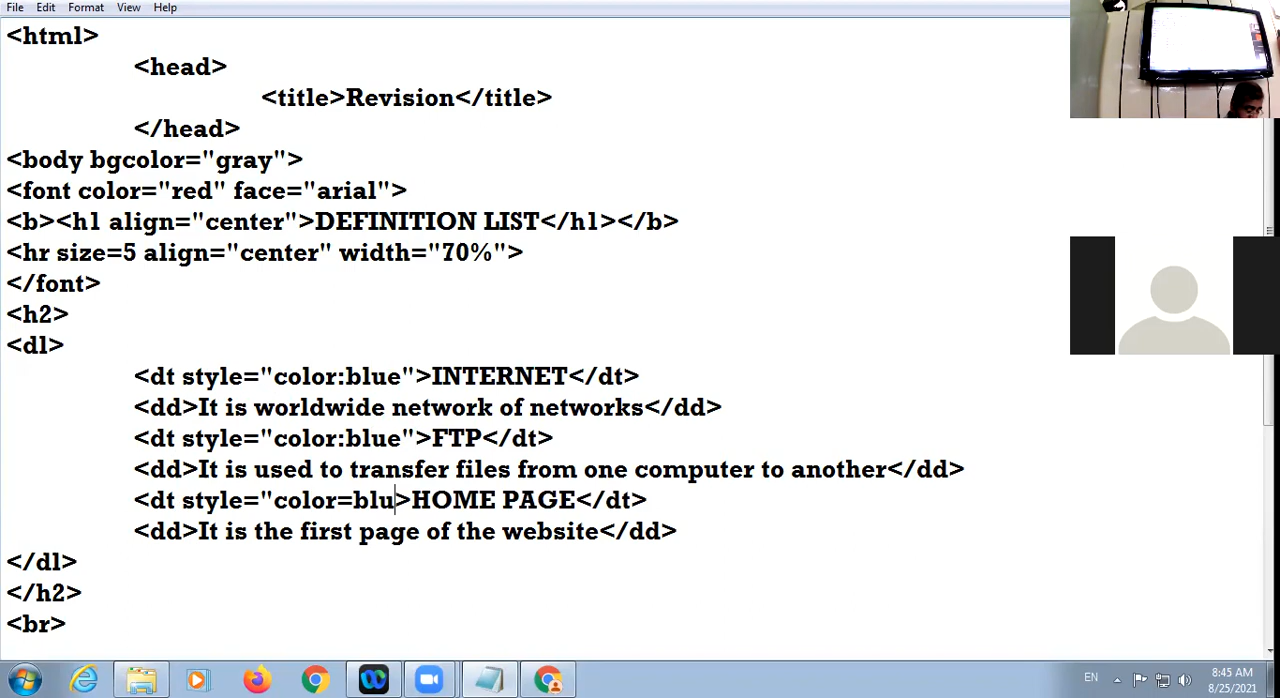 File Edit Format View Help
<html>
<head>
<title>Revision</title>
</head>
<body bgcolor="gray">
<font color="red" face="arial">
<b><h1 align="center">DEFINITION LIST</h1></b>
<hr size=5 align="center" width="70%">
</font>
<h2>
<dl>
<dt style="color:blue">INTERNET</dt>
<dd>It is worldwide network of networks</dd>
<dt style="color:blue">FTP</dt>
<dd>It is used to transfer files from one computer to another</dd>
<dt style="color=blu>HOME PAGE</dt>
<dd>It is the first page of the website</dd>
</dl>
</h2>
<br>
EN
8:45 AM
8/25/2021